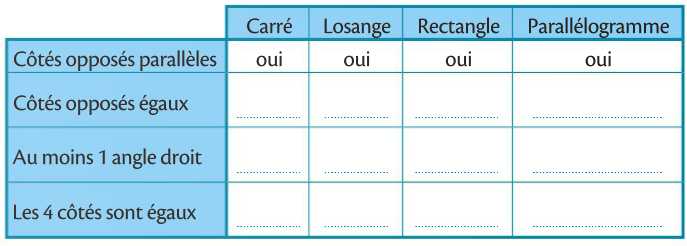 Carré Losange Rectangle Parallélogramme
Côtés opposés parallèles oui oui oui oui
Côtés opposés égaux
Au moins 1 angle droit
Les 4 côtés sont égaux